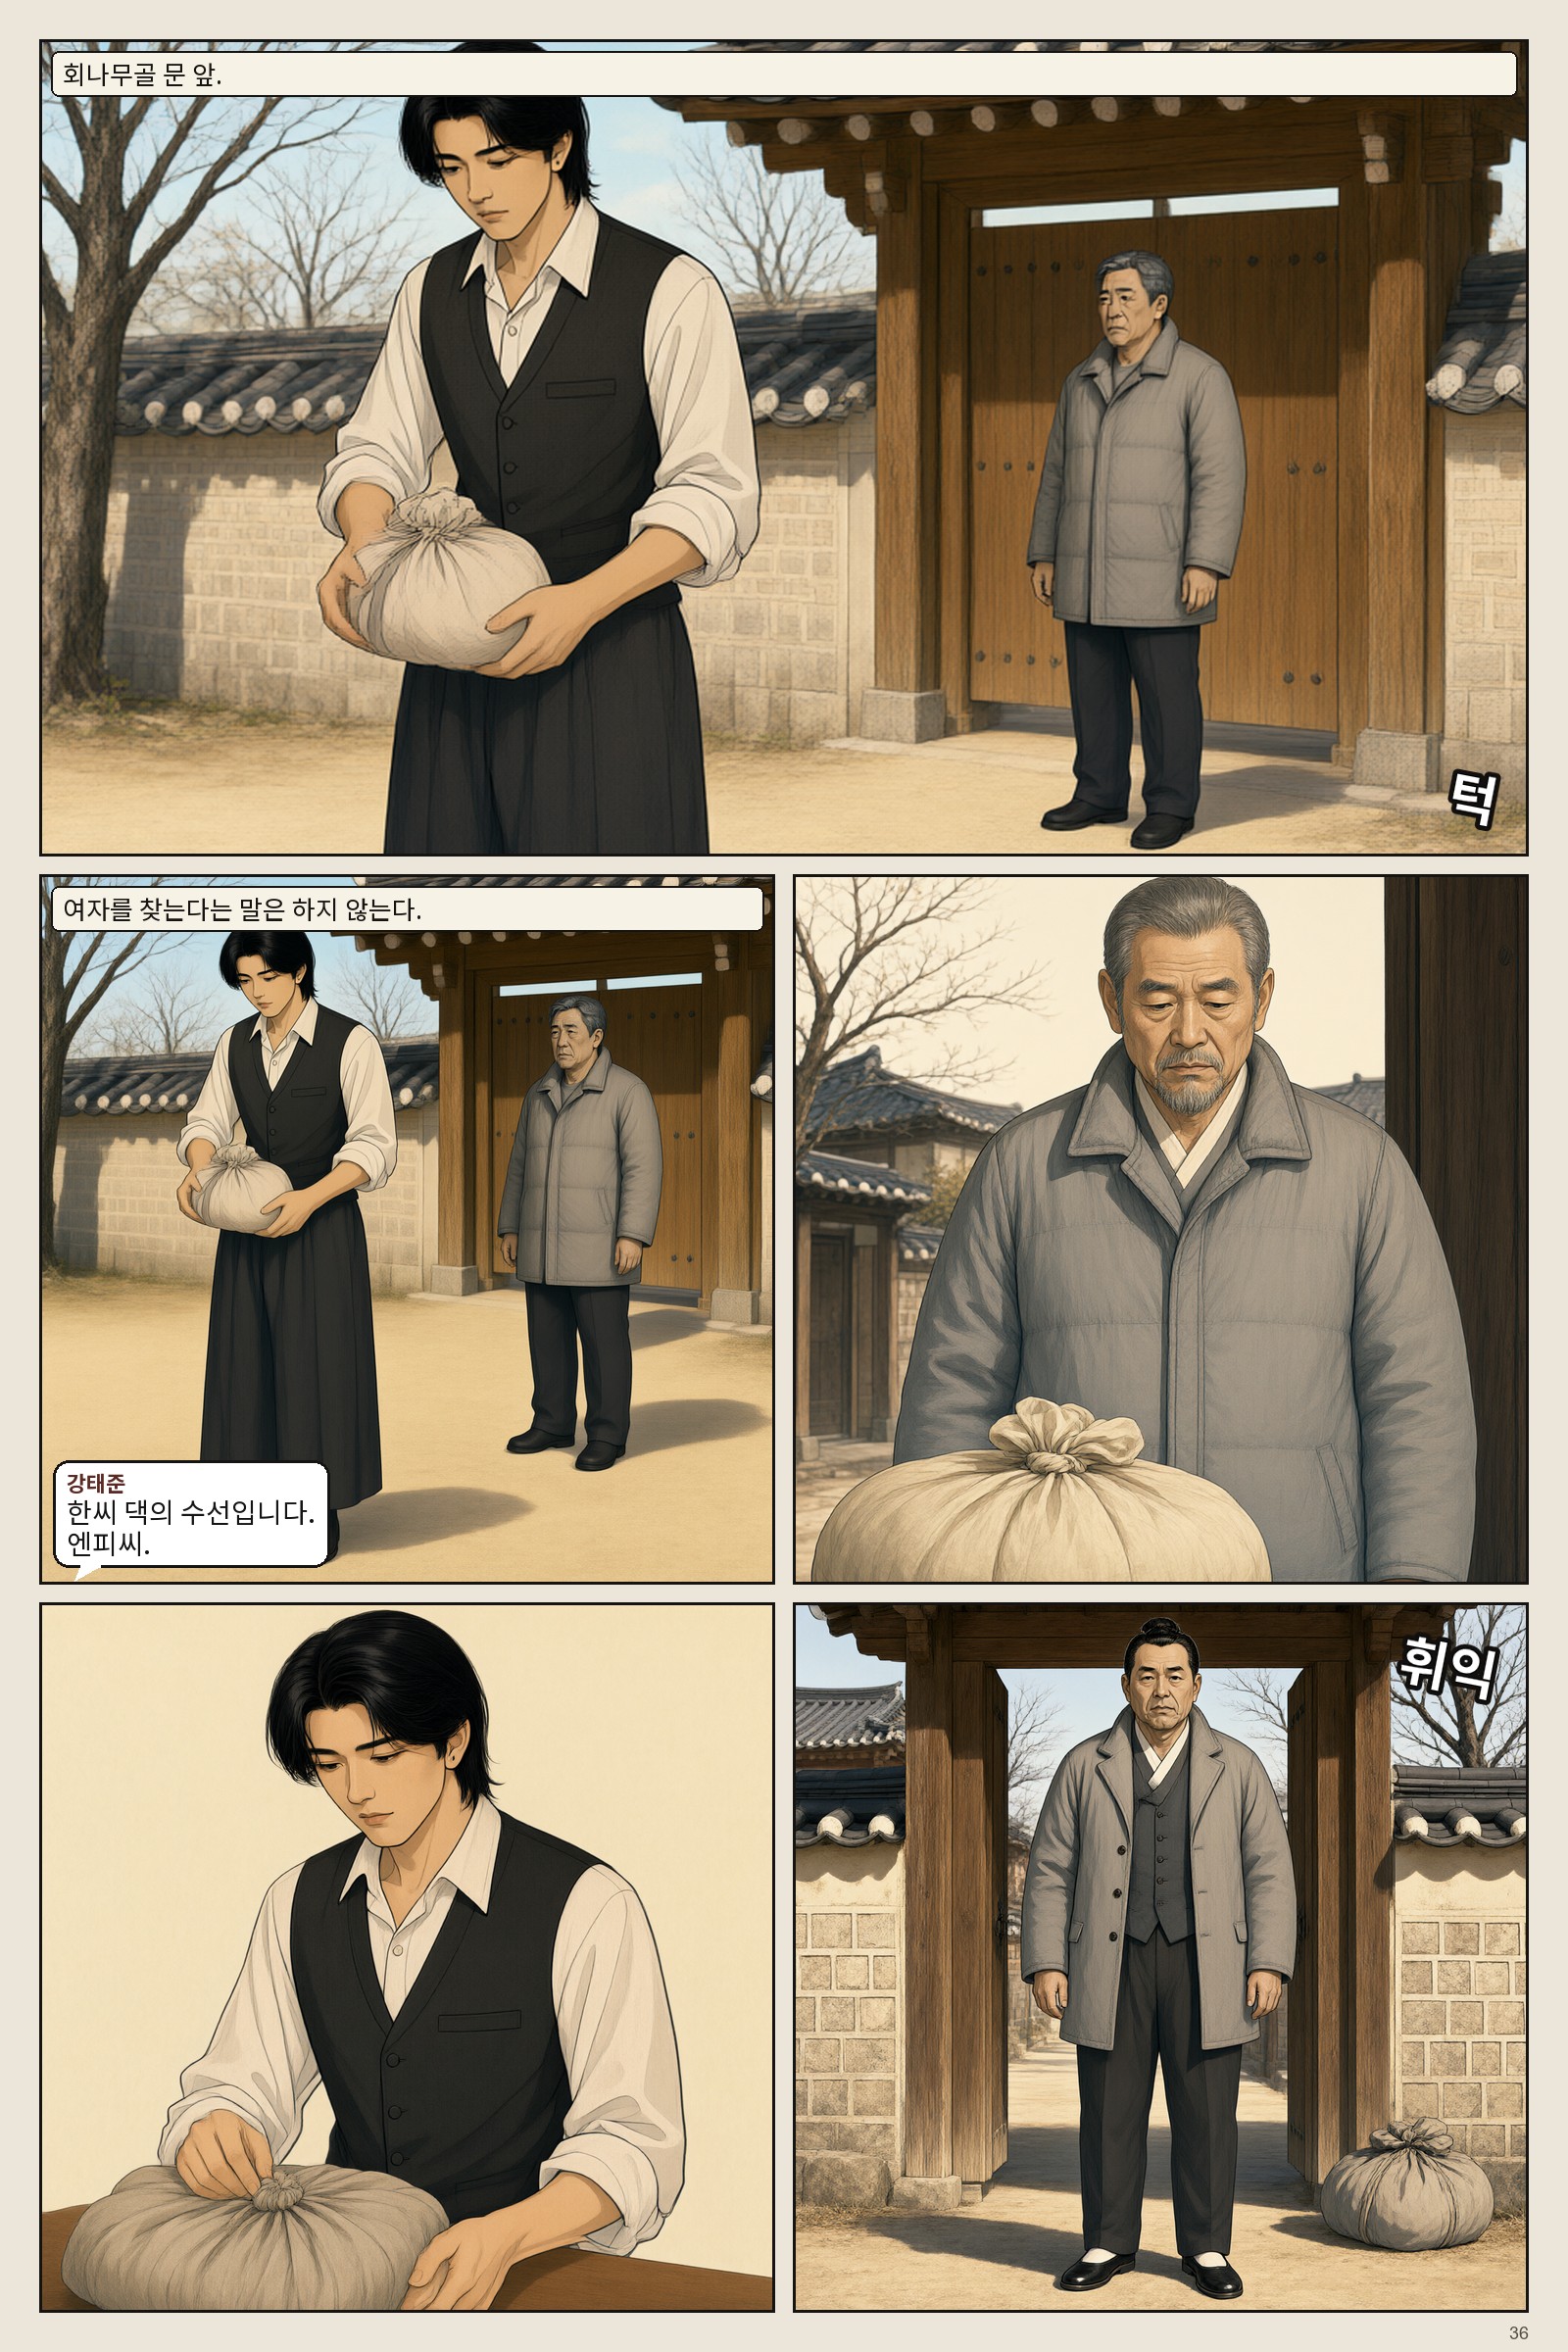 회나무골 문 앞.
턱
여자를 찾는다는 말은 하지 않는다.
강태준
한씨 댁의 수선입니다.
엔피씨.
휘익
36